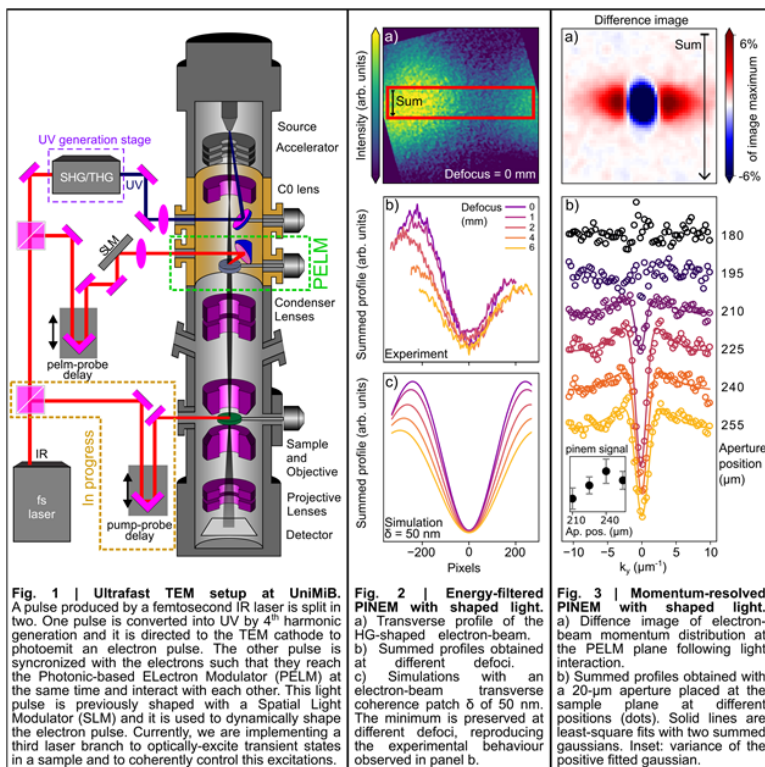 UV generation stage
SHG/THG
UV
SLM
pelm-probe
delay
In progress
IR
fs
laser
pump-probe
delay
Source
Accelerator
C0 lens
PELM
Condenser
Lenses
Sample and
Objective
Projective
Lenses
Detector
Fig. 1 | Ultrafast TEM setup at UniMiB.
A pulse produced by a femtosecond IR laser is split in
two. One pulse is converted into UV by 4th harmonic
generation and it is directed to the TEM cathode to
photoemit an electron pulse. The other pulse is
syncronized with the electrons such that they reach
the Photonic-based ELectron Modulator (PELM) at
the same time and interact with each other. This light
pulse is previously shaped with a Spatial Light
Modulator (SLM) and it is used to dynamically shape
the electron pulse. Currently, we are implementing a
third laser branch to optically-excite transient states
in a sample and to coherently control this excitations.
a)
Intensity (arb. units)
Sum
Defocus = 0 mm
b)
Defocus
(mm)
0
1
2
4
6
Summed profile (arb. units)
Experiment
c)
Summed profile (arb. units)
Simulation
δ = 50 nm
−200 0 200
Pixels
Fig. 2 | Energy-filtered
PINEM with shaped light.
a) Transverse profile of the
HG-shaped electron-beam.
b) Summed profiles obtained
at different defoci.
c) Simulations with an
electron-beam transverse
coherence patch δ of 50 nm.
The minimum is preserved at
different defoci, reproducing
the experimental behaviour
observed in panel b.
Difference image
a)
Sum
6%
of image maximum
-6%
b)
180
195
210
225
240
255
Aperture
position
(μm)
pinem signal
210 240
Ap. pos. (μm)
-10 -5 0 5 10
ky (μm-1)
Fig. 3 | Momentum-resolved
PINEM with shaped light.
a) Diffence image of electron-
beam momentum distribution at
the PELM plane following light
interaction.
b) Summed profiles obtained with
a 20-μm aperture placed at the
sample plane at different
positions (dots). Solid lines are
least-square fits with two summed
gaussians. Inset: variance of the
positive fitted gaussian.